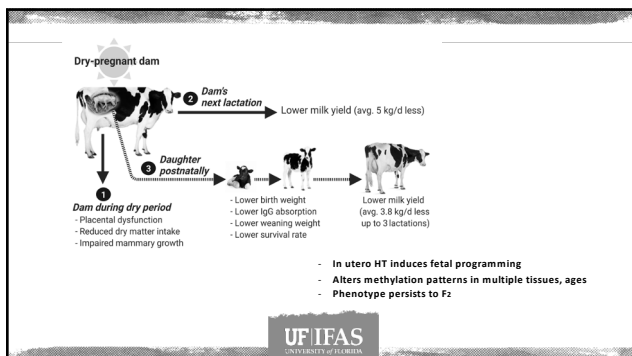 Dry-pregnant dam
2 Dam's
next lactation
Lower milk yield (avg. 5 kg/d less)
3 Daughter
postnatally
1
Dam during dry period
- Placental dysfunction
- Reduced dry matter intake
- Impaired mammary growth
- Lower birth weight
- Lower IgG absorption
- Lower weaning weight
- Lower survival rate
Lower milk yield
(avg. 3.8 kg/d less
up to 3 lactations)
- In utero HT induces fetal programming
- Alters methylation patterns in multiple tissues, ages
- Phenotype persists to F2
UF|IFAS
UNIVERSITY of FLORIDA